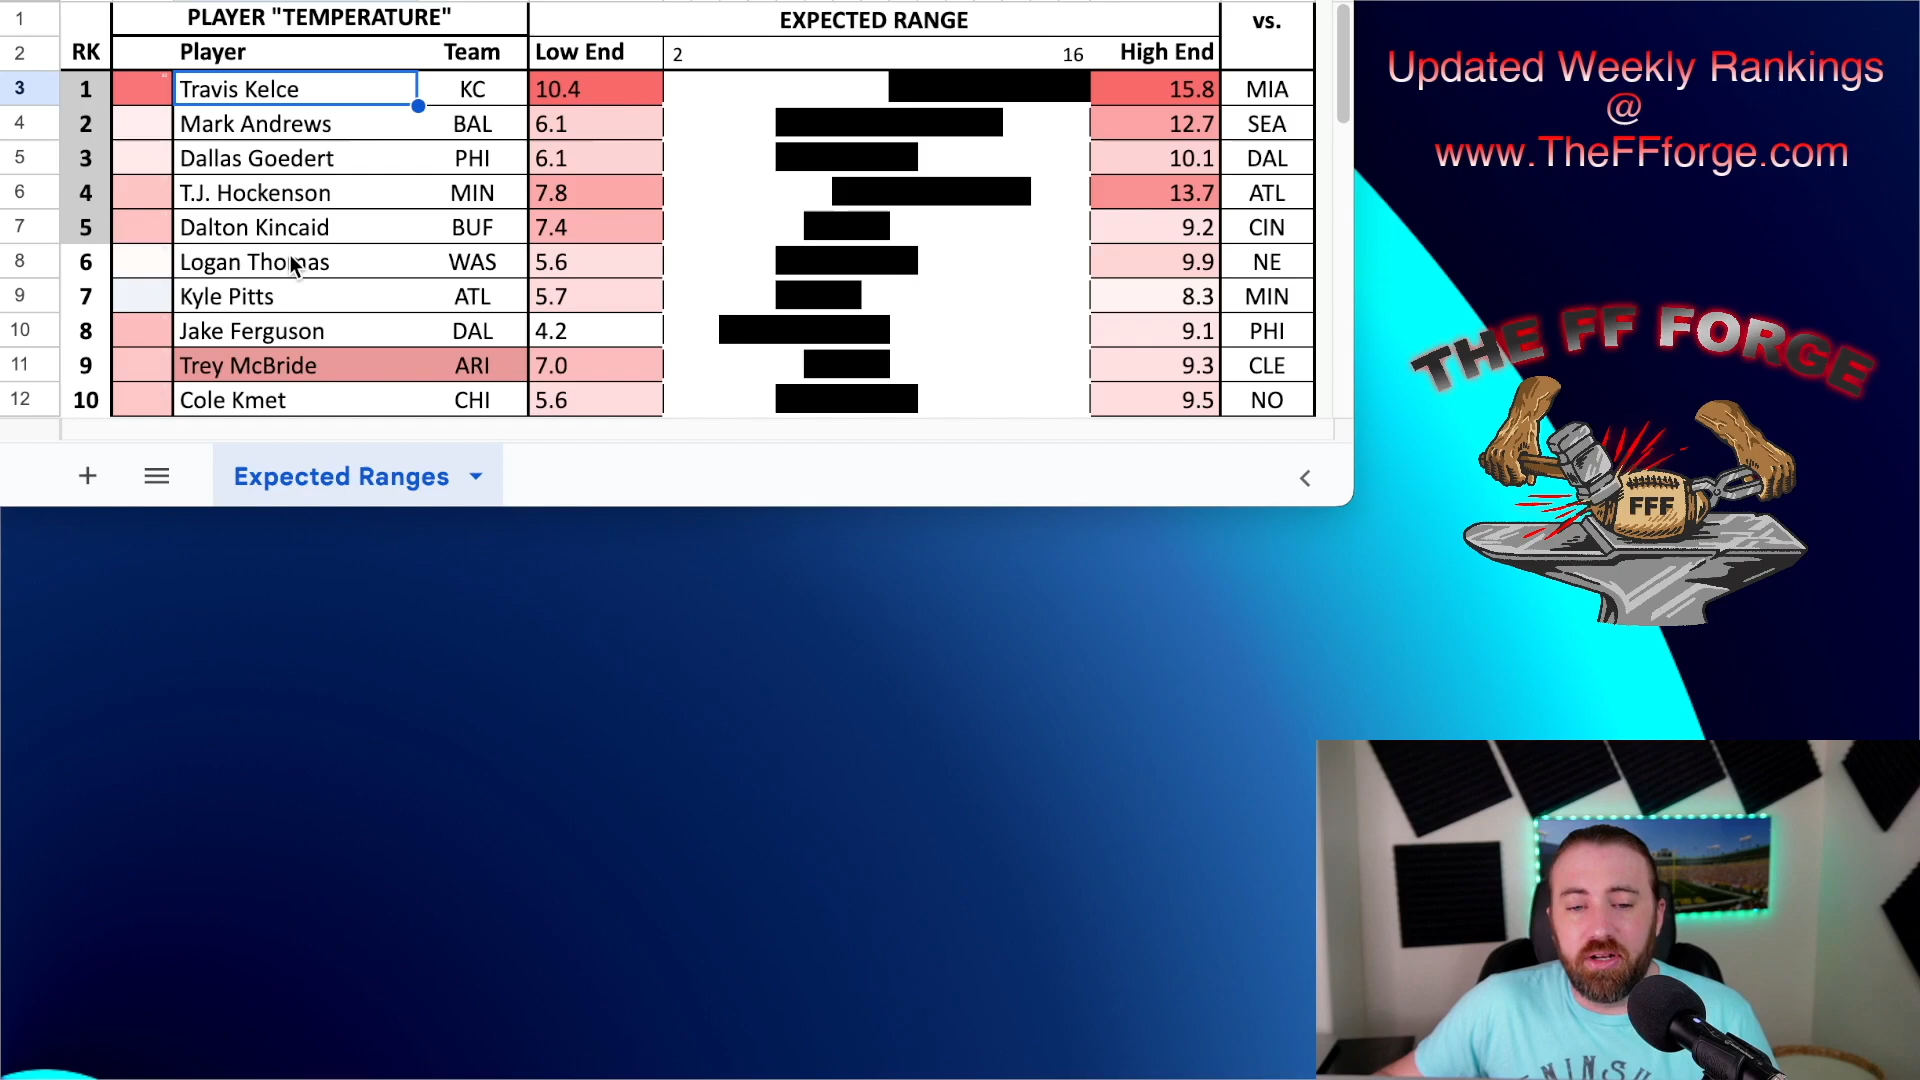 1 PLAYER "TEMPERATURE" EXPECTED RANGE vs.
2 RK Player Team Low End 2 16 High End
3 1 Travis Kelce KC 10.4 15.8 MIA
4 2 Mark Andrews BAL 6.1 12.7 SEA
5 3 Dallas Goedert PHI 6.1 10.1 DAL
6 4 T.J. Hockenson MIN 7.8 13.7 ATL
7 5 Dalton Kincaid BUF 7.4 9.2 CIN
8 6 Logan Thomas WAS 5.6 9.9 NE
9 7 Kyle Pitts ATL 5.7 8.3 MIN
10 8 Jake Ferguson DAL 4.2 9.1 PHI
11 9 Trey McBride ARI 7.0 9.3 CLE
12 10 Cole Kmet CHI 5.6 9.5 NO
Expected Ranges
Updated Weekly Rankings
@
www.TheFFforge.com
THE FF FORGE
FFF